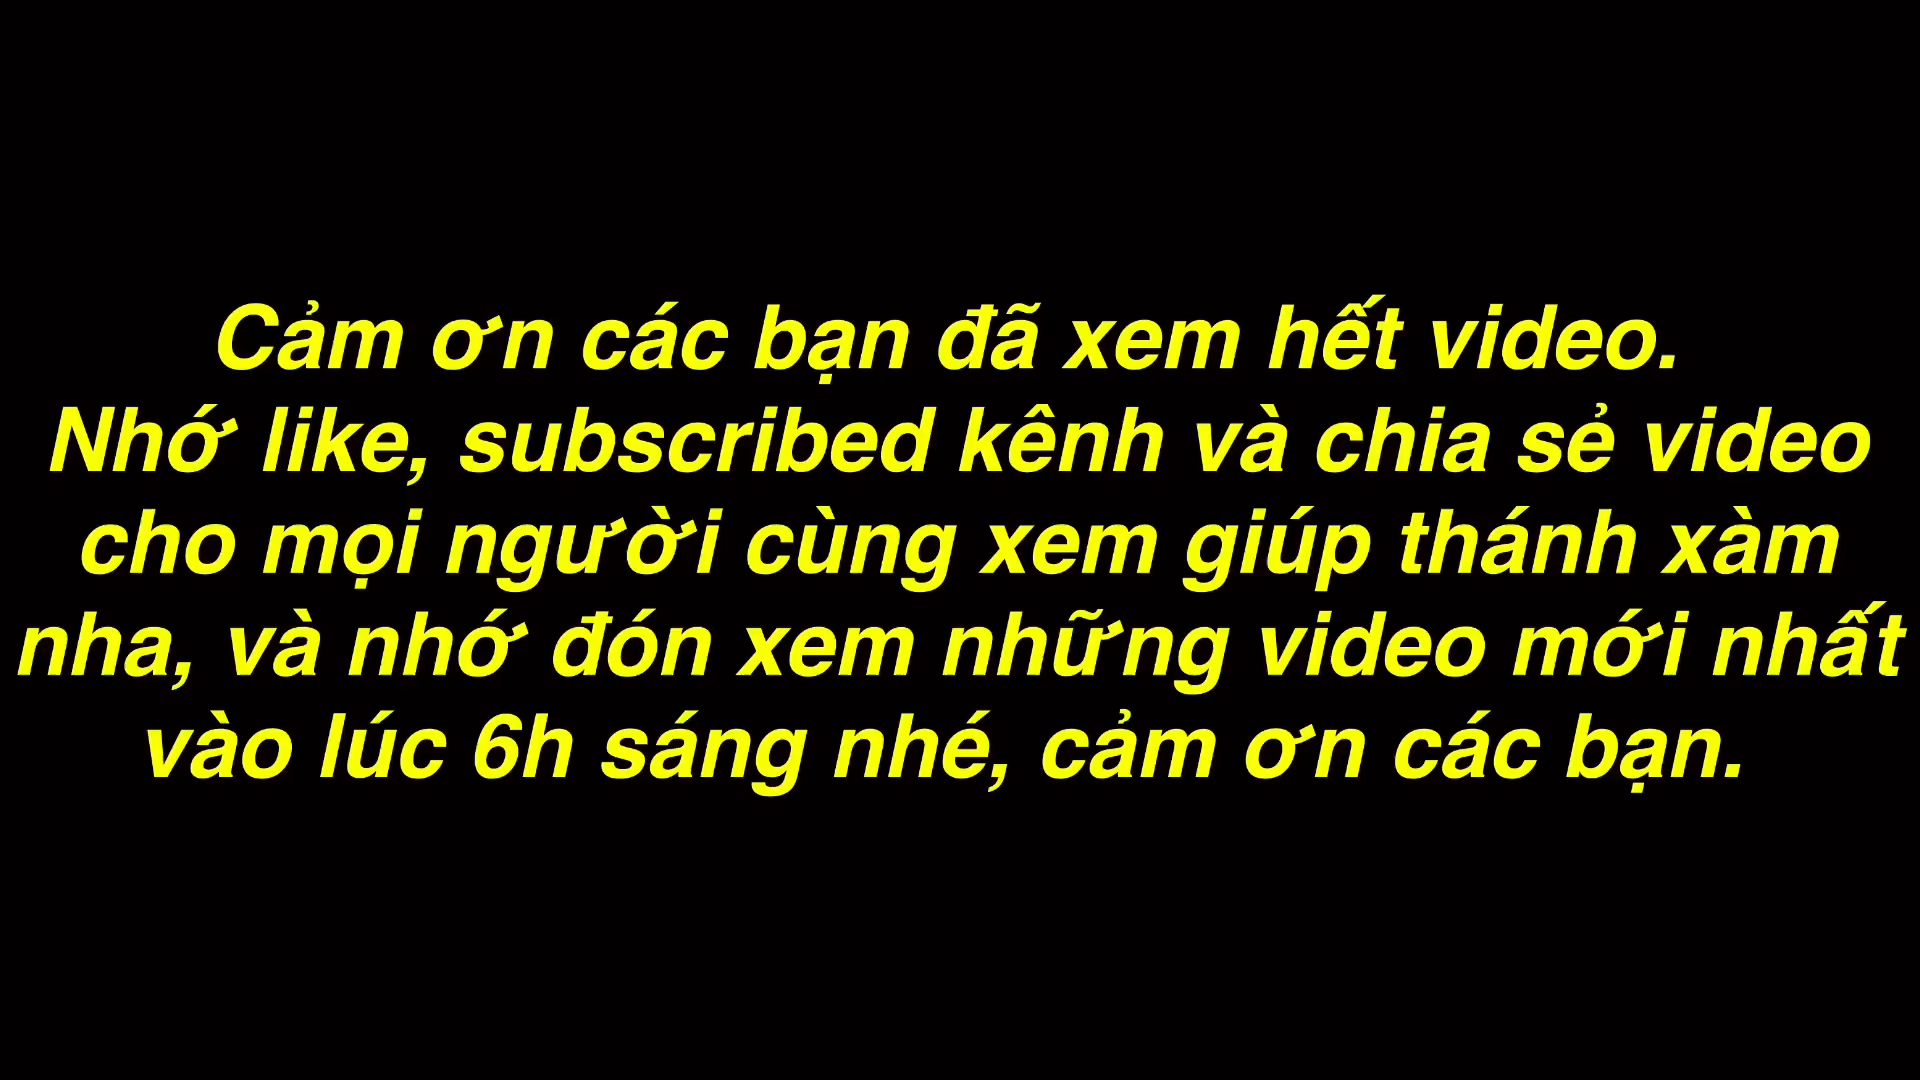 Cảm ơn các bạn đã xem hết video.
Nhớ like, subscribed kênh và chia sẻ video
cho mọi người cùng xem giúp thánh xàm
nha, và nhớ đón xem những video mới nhất
vào lúc 6h sáng nhé, cảm ơn các bạn.